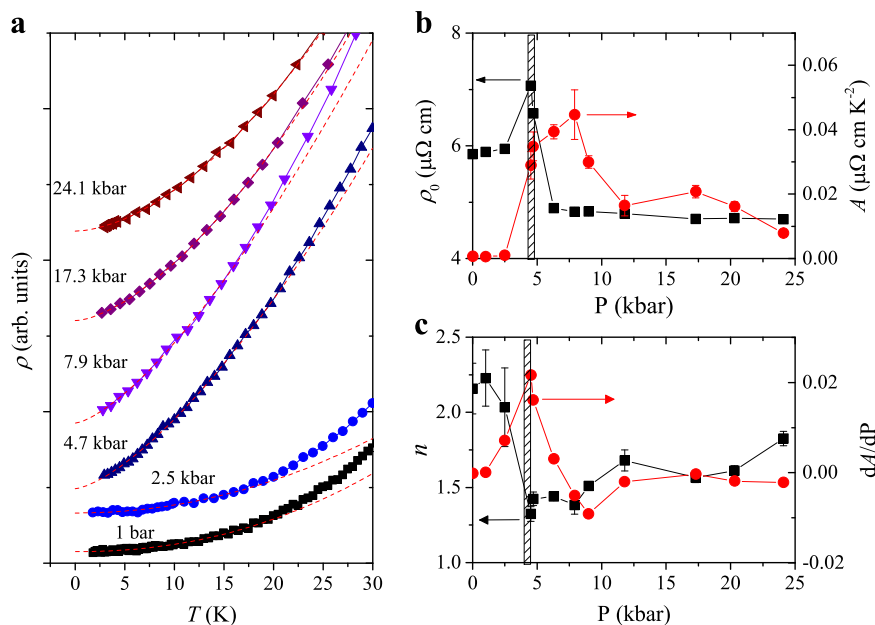 a
ρ (arb. units)
24.1 kbar
17.3 kbar
7.9 kbar
4.7 kbar
2.5 kbar
1 bar
0 5 10 15 20 25 30
T (K)
b
8
6
4
ρ0 (μΩ cm)
0.06
0.04
0.02
0.00
A (μΩ cm K-2)
0 5 10 15 20 25
P (kbar)
c
2.5
2.0
1.5
1.0
n
0.02
0.00
-0.02
dA/dP
0 5 10 15 20 25
P (kbar)